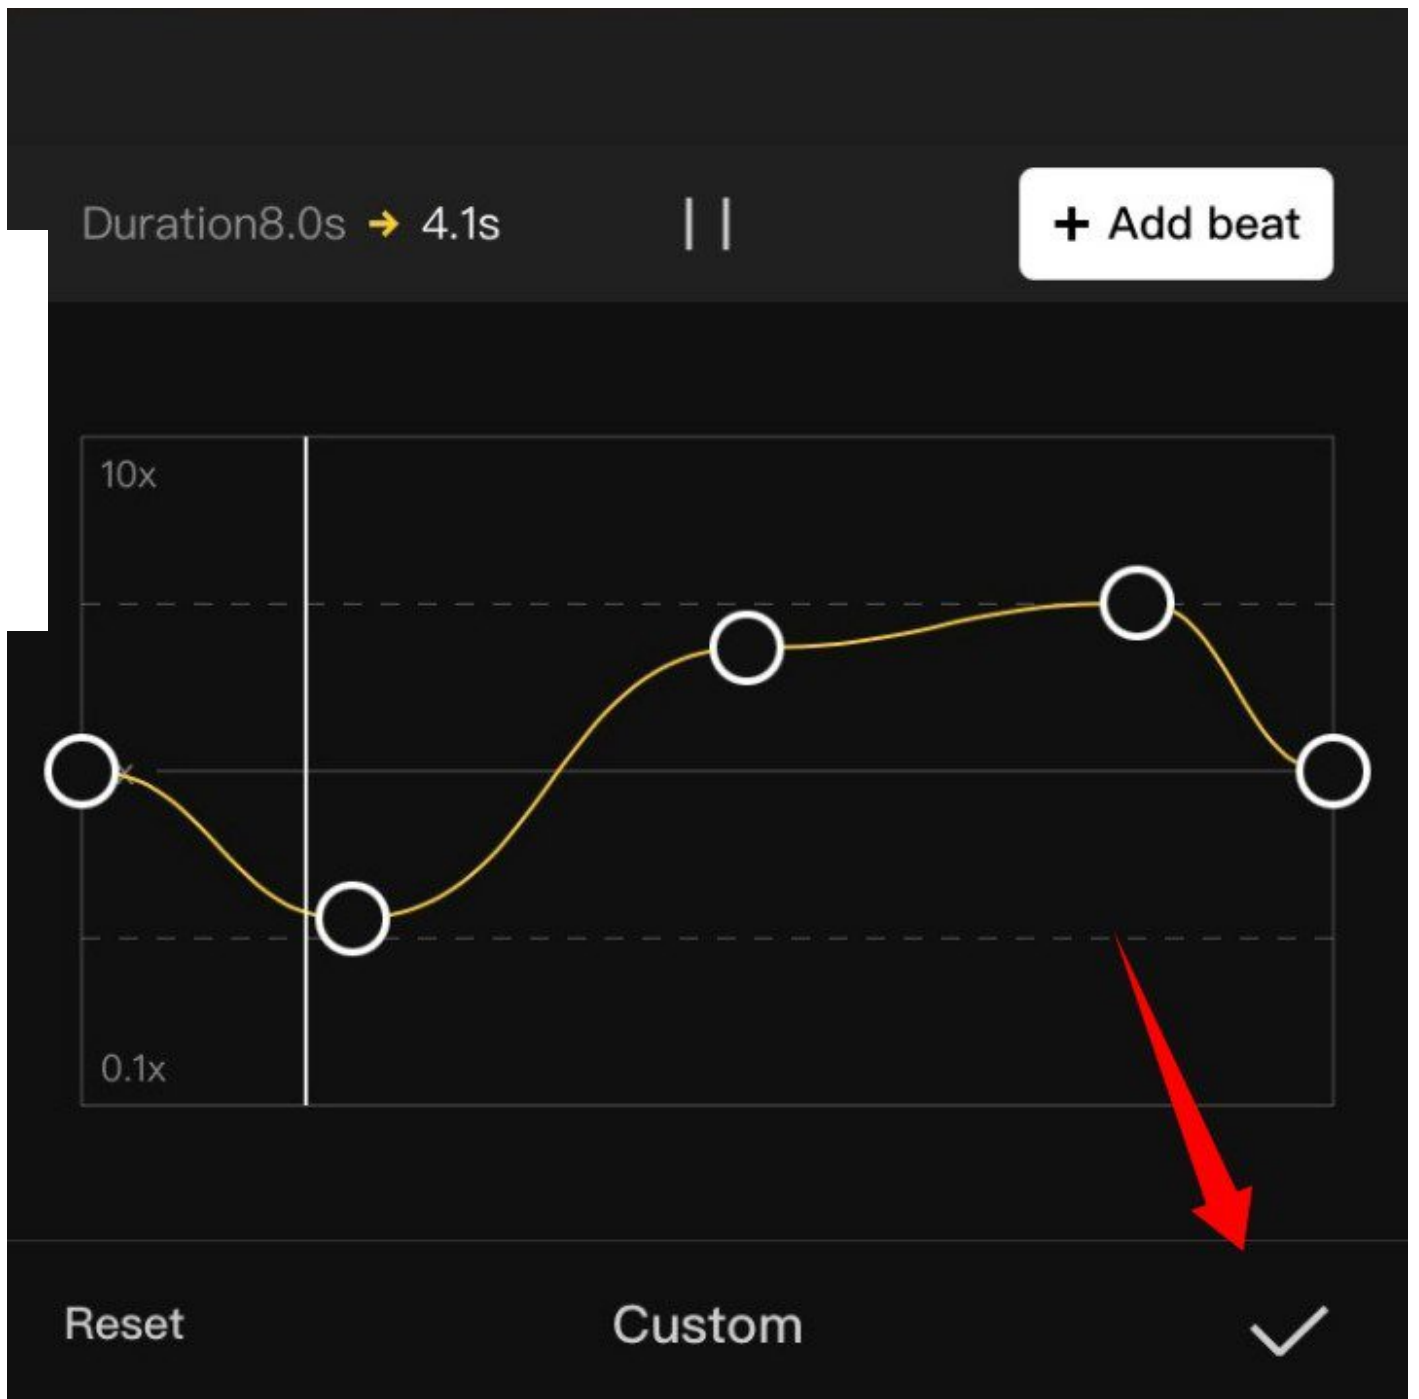 Duration8.0s → 4.1s
+ Add beat
10x
0.1x
Reset
Custom